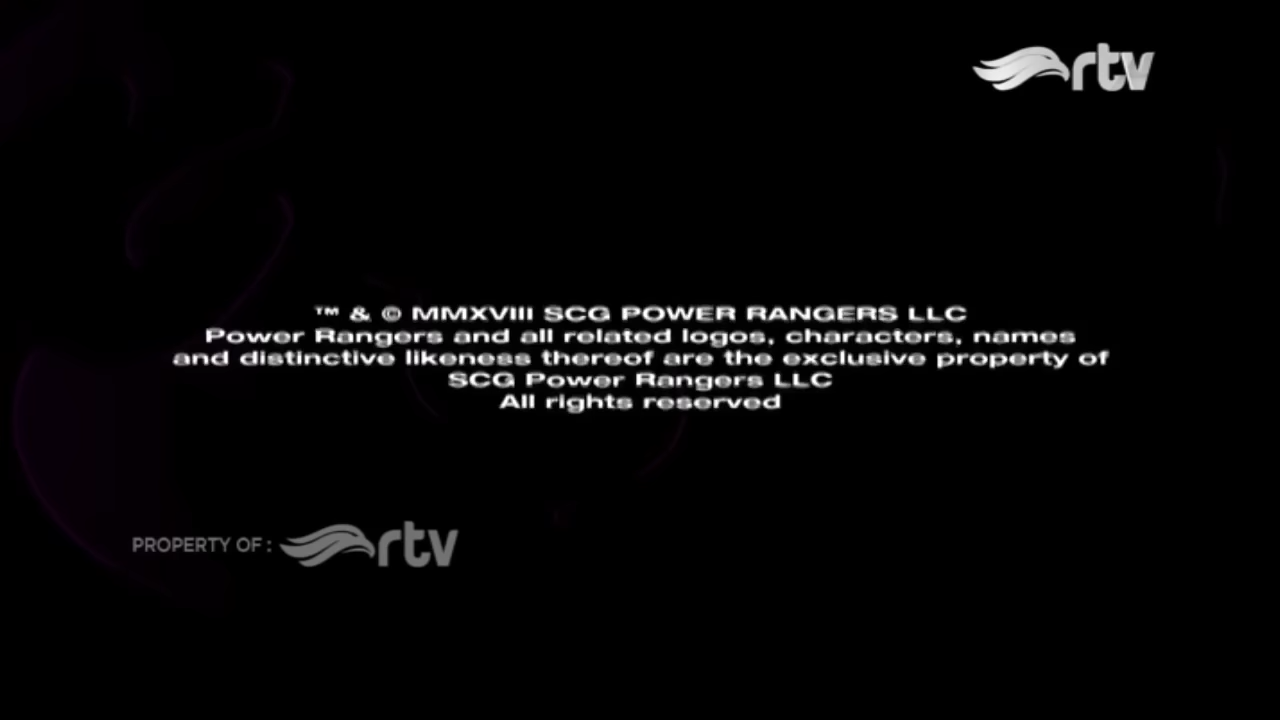 rtv
™ & © MMXVIII SCG POWER RANGERS LLC
Power Rangers and all related logos, characters, names
and distinctive likeness thereof are the exclusive property of
SCG Power Rangers LLC
All rights reserved
PROPERTY OF : rtv